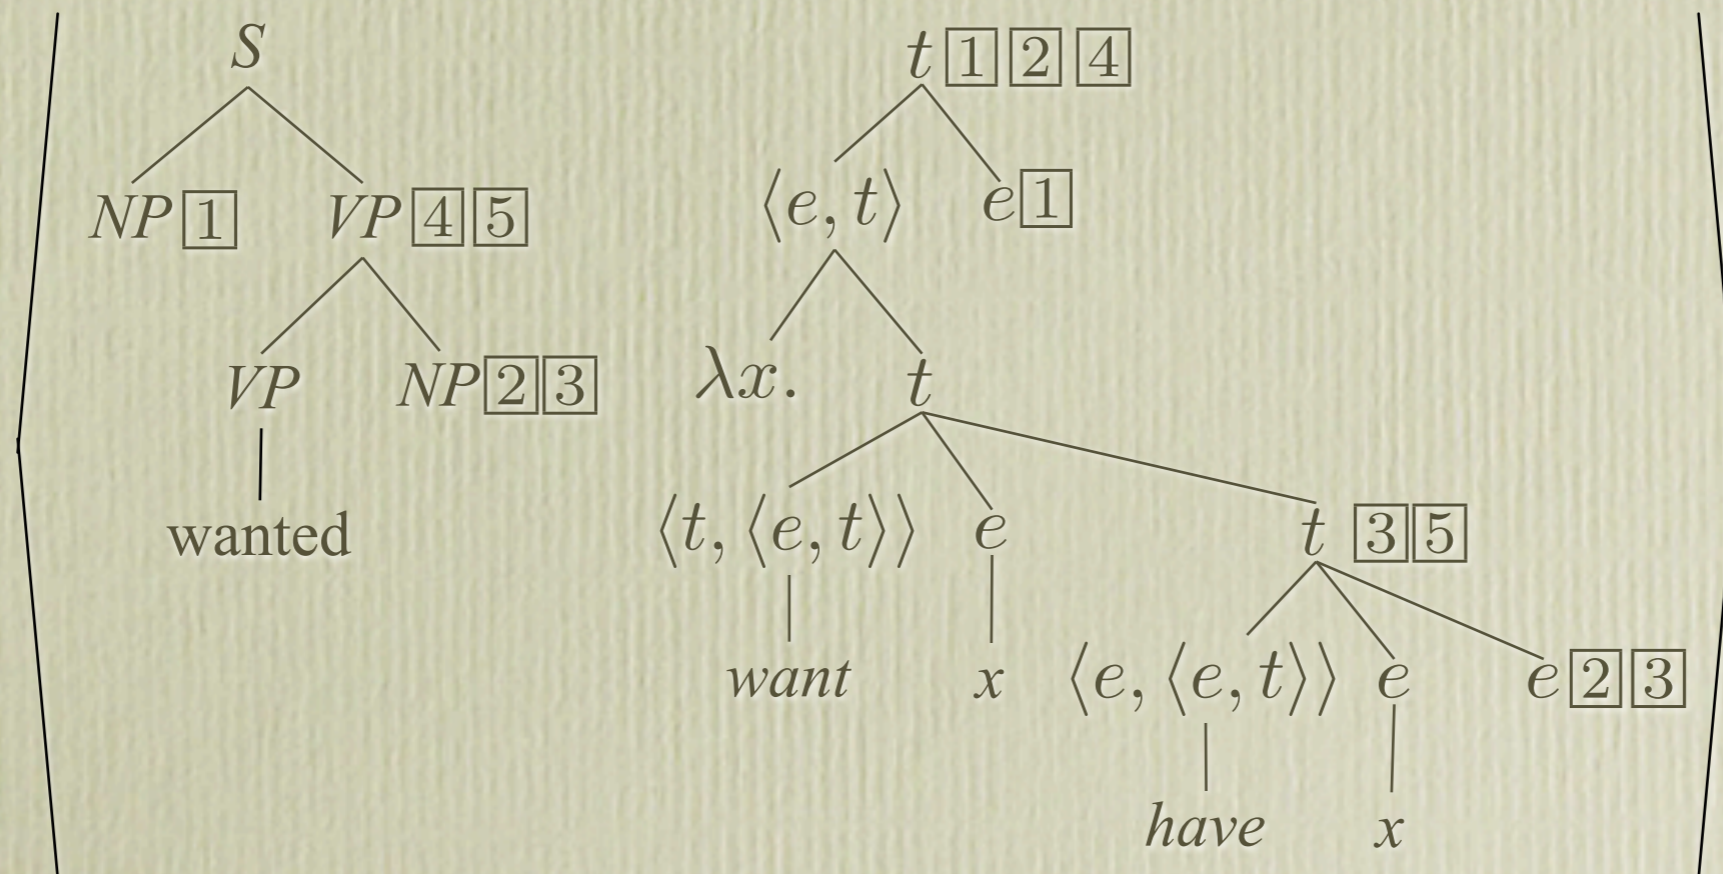 S
t 1 2 4
NP 1 VP 4 5
⟨e, t⟩ e 1
VP NP 2 3
λx. t
wanted
⟨t, ⟨e, t⟩⟩ e t 3 5
want x ⟨e, ⟨e, t⟩⟩ e e 2 3
have x